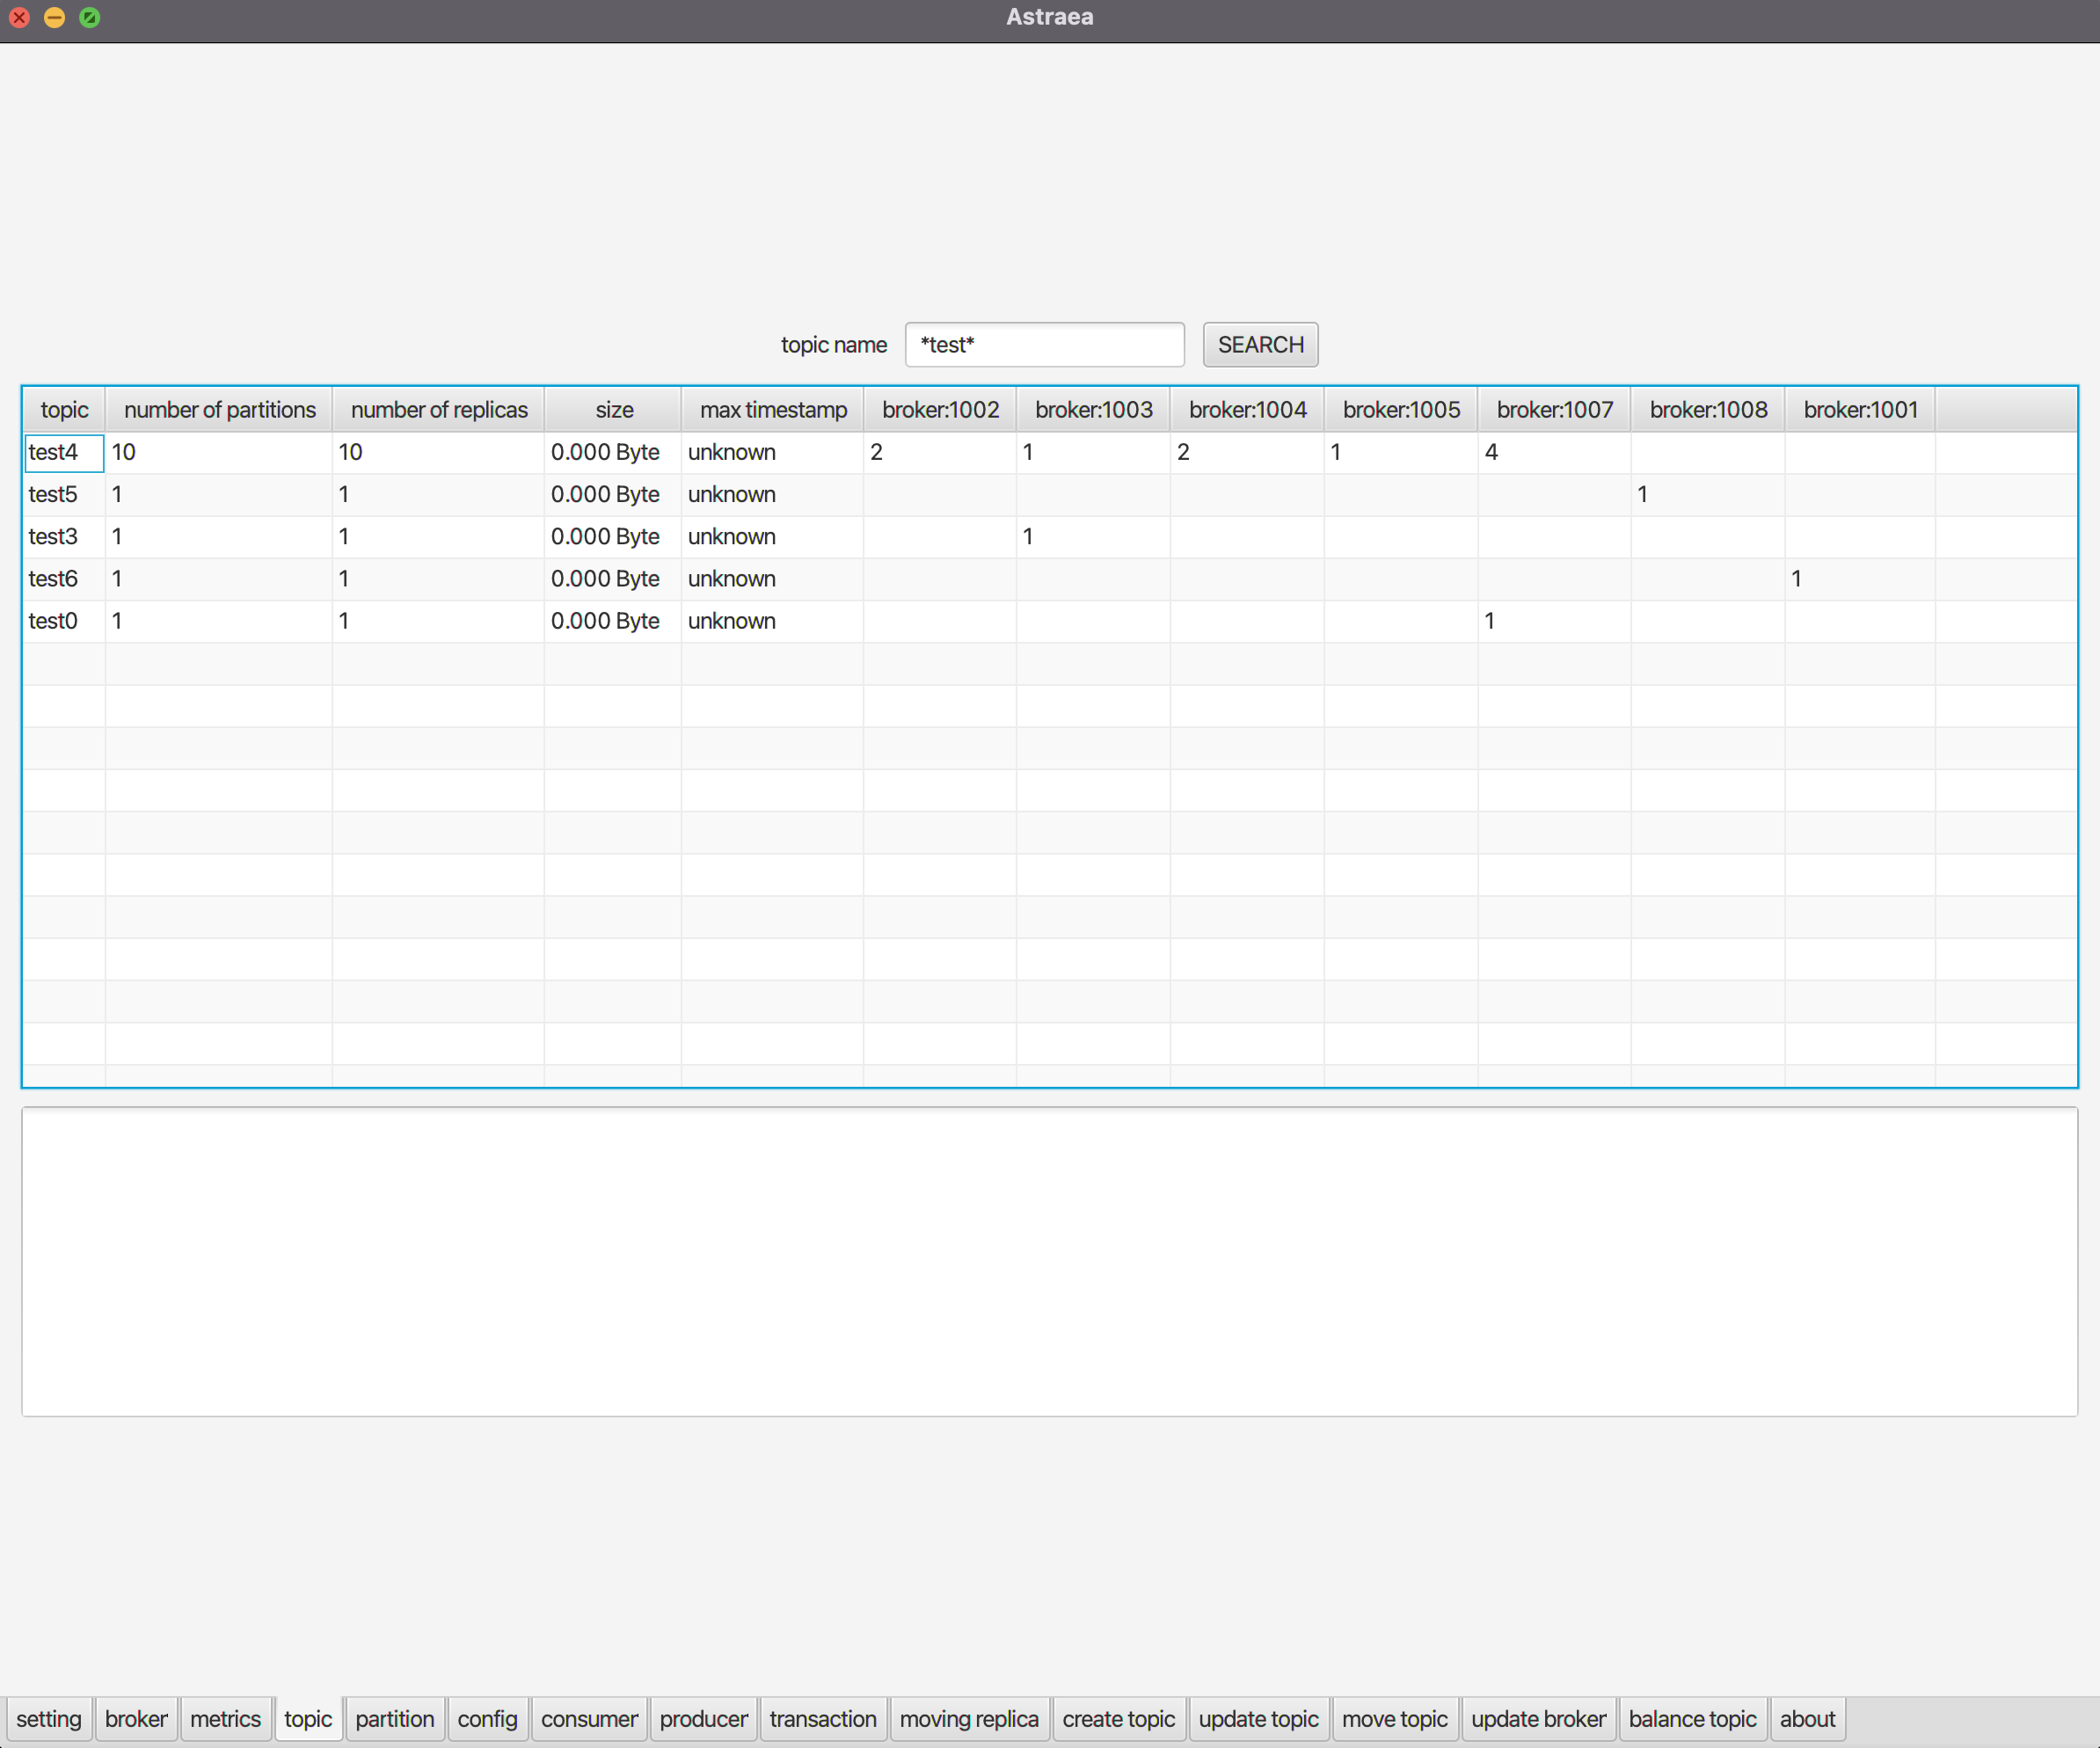 Astraea
topic name *test* SEARCH
topic number of partitions number of replicas size max timestamp broker:1002 broker:1003 broker:1004 broker:1005 broker:1007 broker:1008 broker:1001
test4 10 10 0.000 Byte unknown 2 1 2 1 4
test5 1 1 0.000 Byte unknown 1
test3 1 1 0.000 Byte unknown 1
test6 1 1 0.000 Byte unknown 1
test0 1 1 0.000 Byte unknown 1
setting broker metrics topic partition config consumer producer transaction moving replica create topic update topic move topic update broker balance topic about